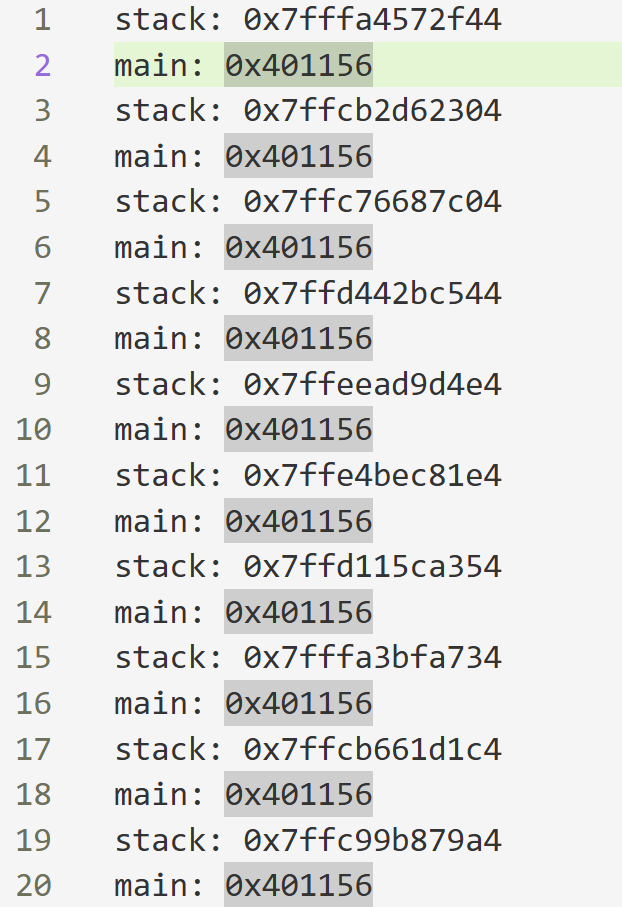 1 stack: 0x7fffa4572f44
2 main: 0x401156
3 stack: 0x7ffcb2d62304
4 main: 0x401156
5 stack: 0x7ffc76687c04
6 main: 0x401156
7 stack: 0x7ffd442bc544
8 main: 0x401156
9 stack: 0x7ffeead9d4e4
10 main: 0x401156
11 stack: 0x7ffe4bec81e4
12 main: 0x401156
13 stack: 0x7ffd115ca354
14 main: 0x401156
15 stack: 0x7fffa3bfa734
16 main: 0x401156
17 stack: 0x7ffcb661d1c4
18 main: 0x401156
19 stack: 0x7ffc99b879a4
20 main: 0x401156